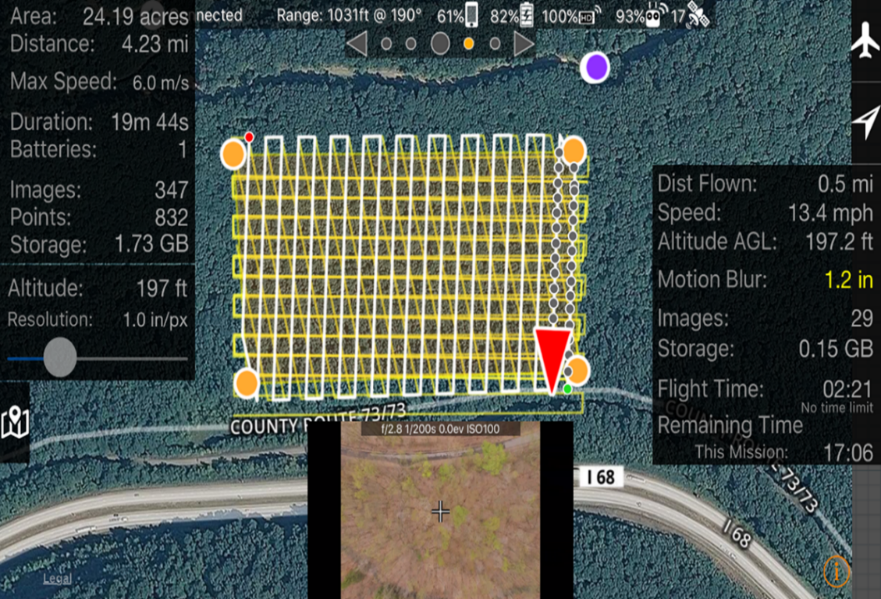 Area: 24.19 acres
Distance: 4.23 mi
Max Speed: 6.0 m/s
Duration: 19m 44s
Batteries: 1
Images: 347
Points: 832
Storage: 1.73 GB
Altitude: 197 ft
Resolution: 1.0 in/px
nnected Range: 1031ft @ 190° 61% 82% 100% HD 93% 17
Dist Flown: 0.5 mi
Speed: 13.4 mph
Altitude AGL: 197.2 ft
Motion Blur: 1.2 in
Images: 29
Storage: 0.15 GB
Flight Time: 02:21
No time limit
Remaining Time
This Mission: 17:06
COUNTY ROUTE 73/73
f/2.8 1/200s 0.0ev ISO100
I 68
I 68
73/73
Legal